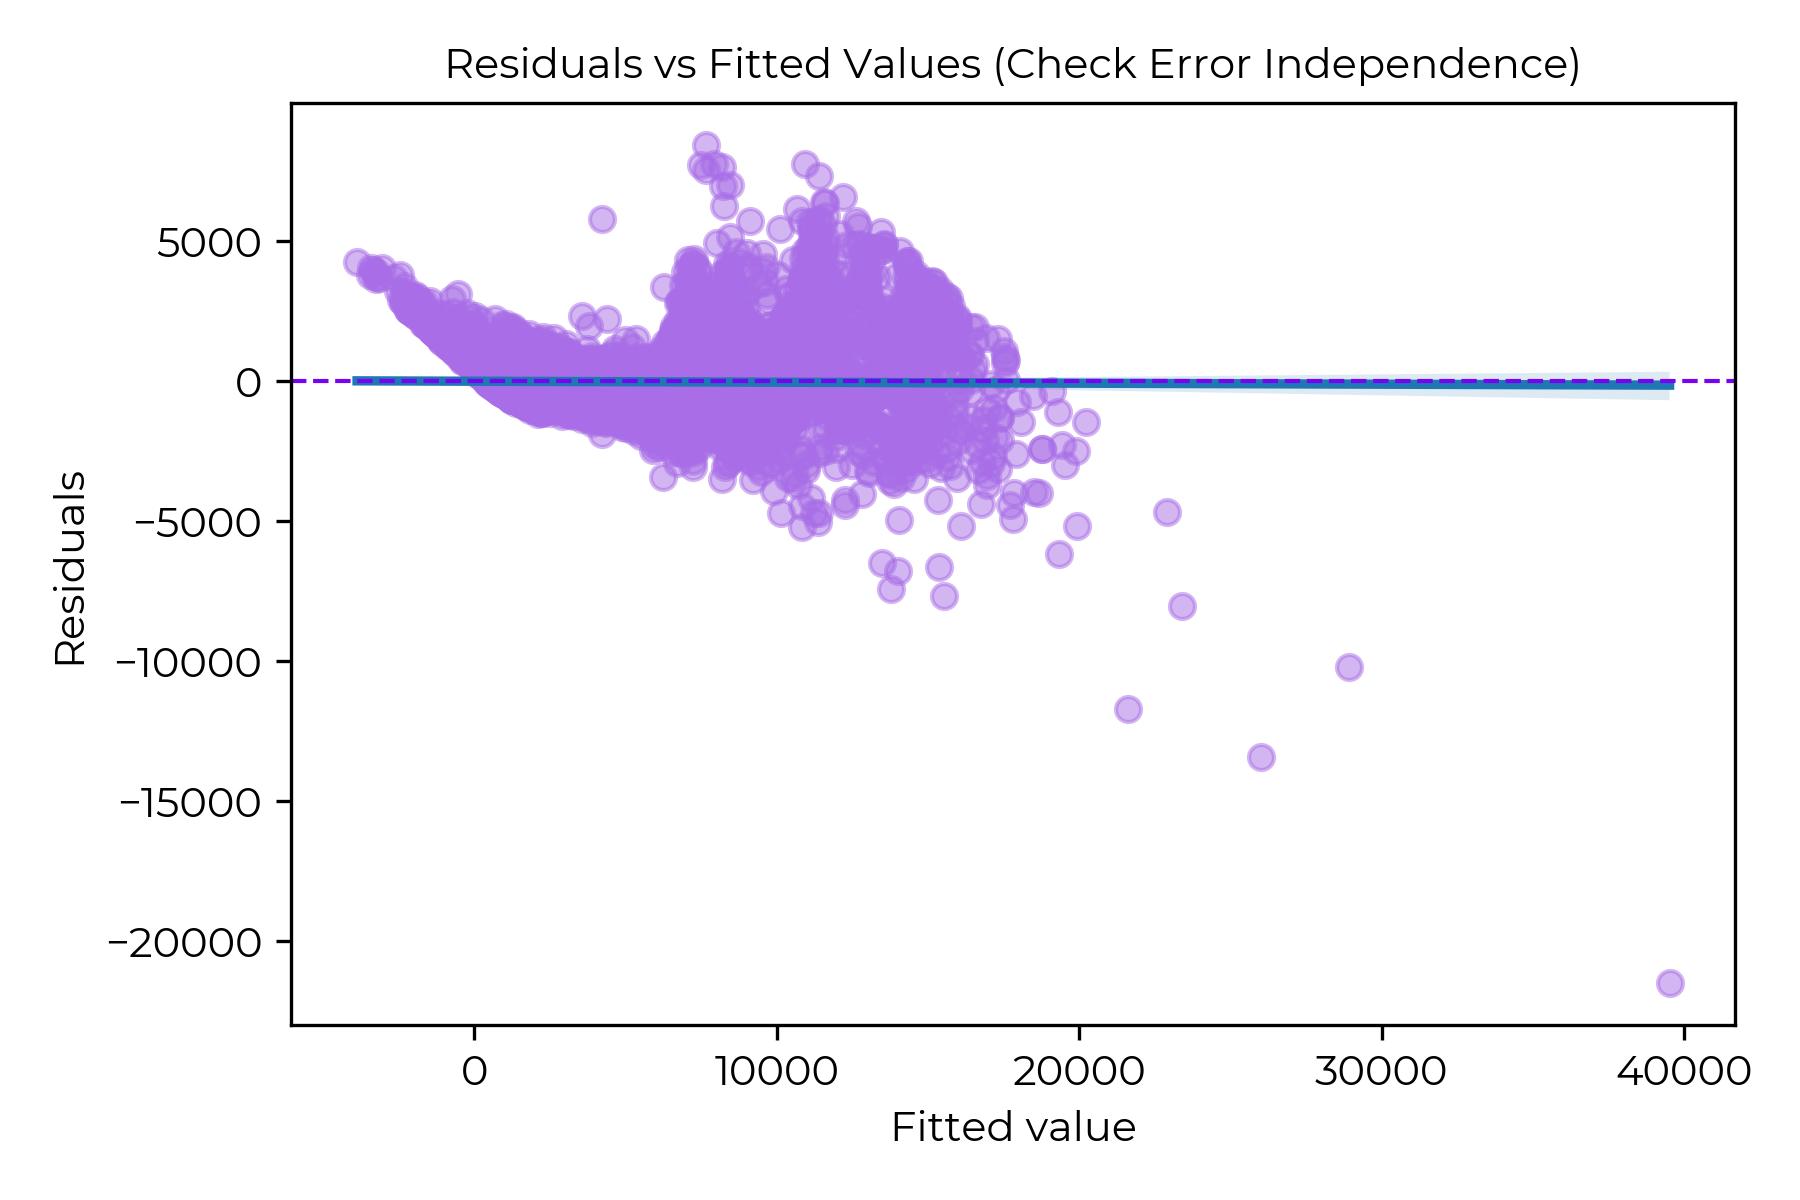 Residuals vs Fitted Values (Check Error Independence)
Residuals
5000
0
−5000
−10000
−15000
−20000
0 10000 20000 30000 40000
Fitted value